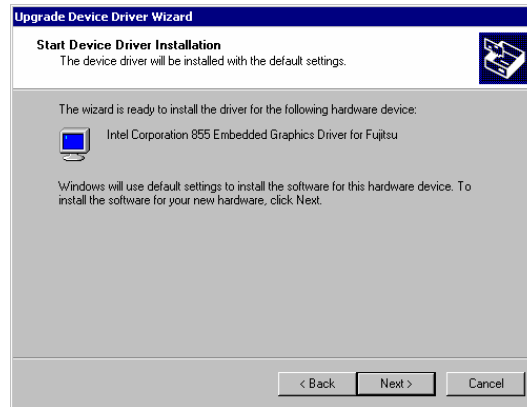 Upgrade Device Driver Wizard
Start Device Driver Installation
The device driver will be installed with the default settings.
The wizard is ready to install the driver for the following hardware device:
Intel Corporation 855 Embedded Graphics Driver for Fujitsu
Windows will use default settings to install the software for this hardware device. To
install the software for your new hardware, click Next.
< Back
Next >
Cancel